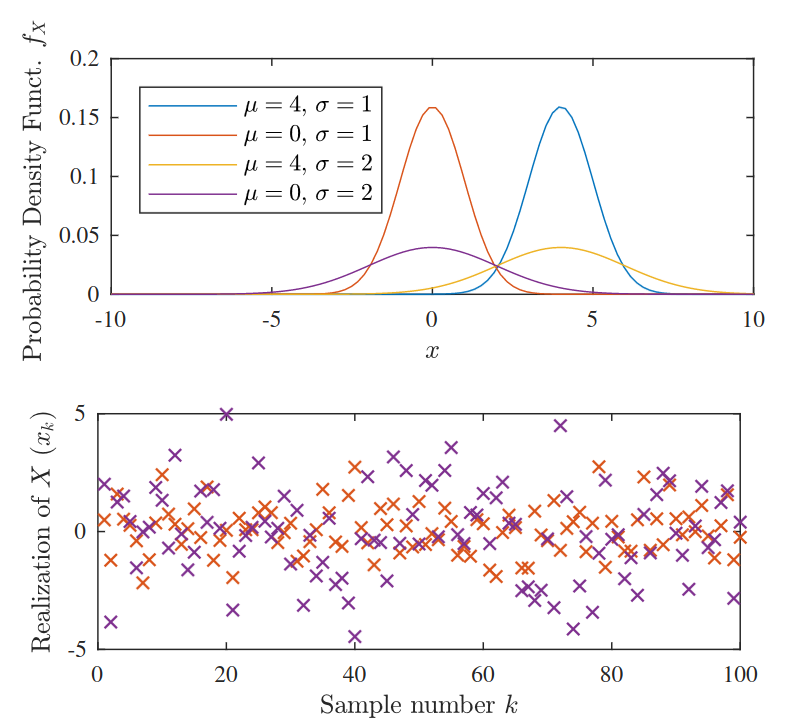 Probability Density Funct. f_X
0.2
0.15
0.1
0.05
0
μ = 4, σ = 1
μ = 0, σ = 1
μ = 4, σ = 2
μ = 0, σ = 2
-10 -5 0 5 10
x
Realization of X (x_k)
5
0
-5
0 20 40 60 80 100
Sample number k